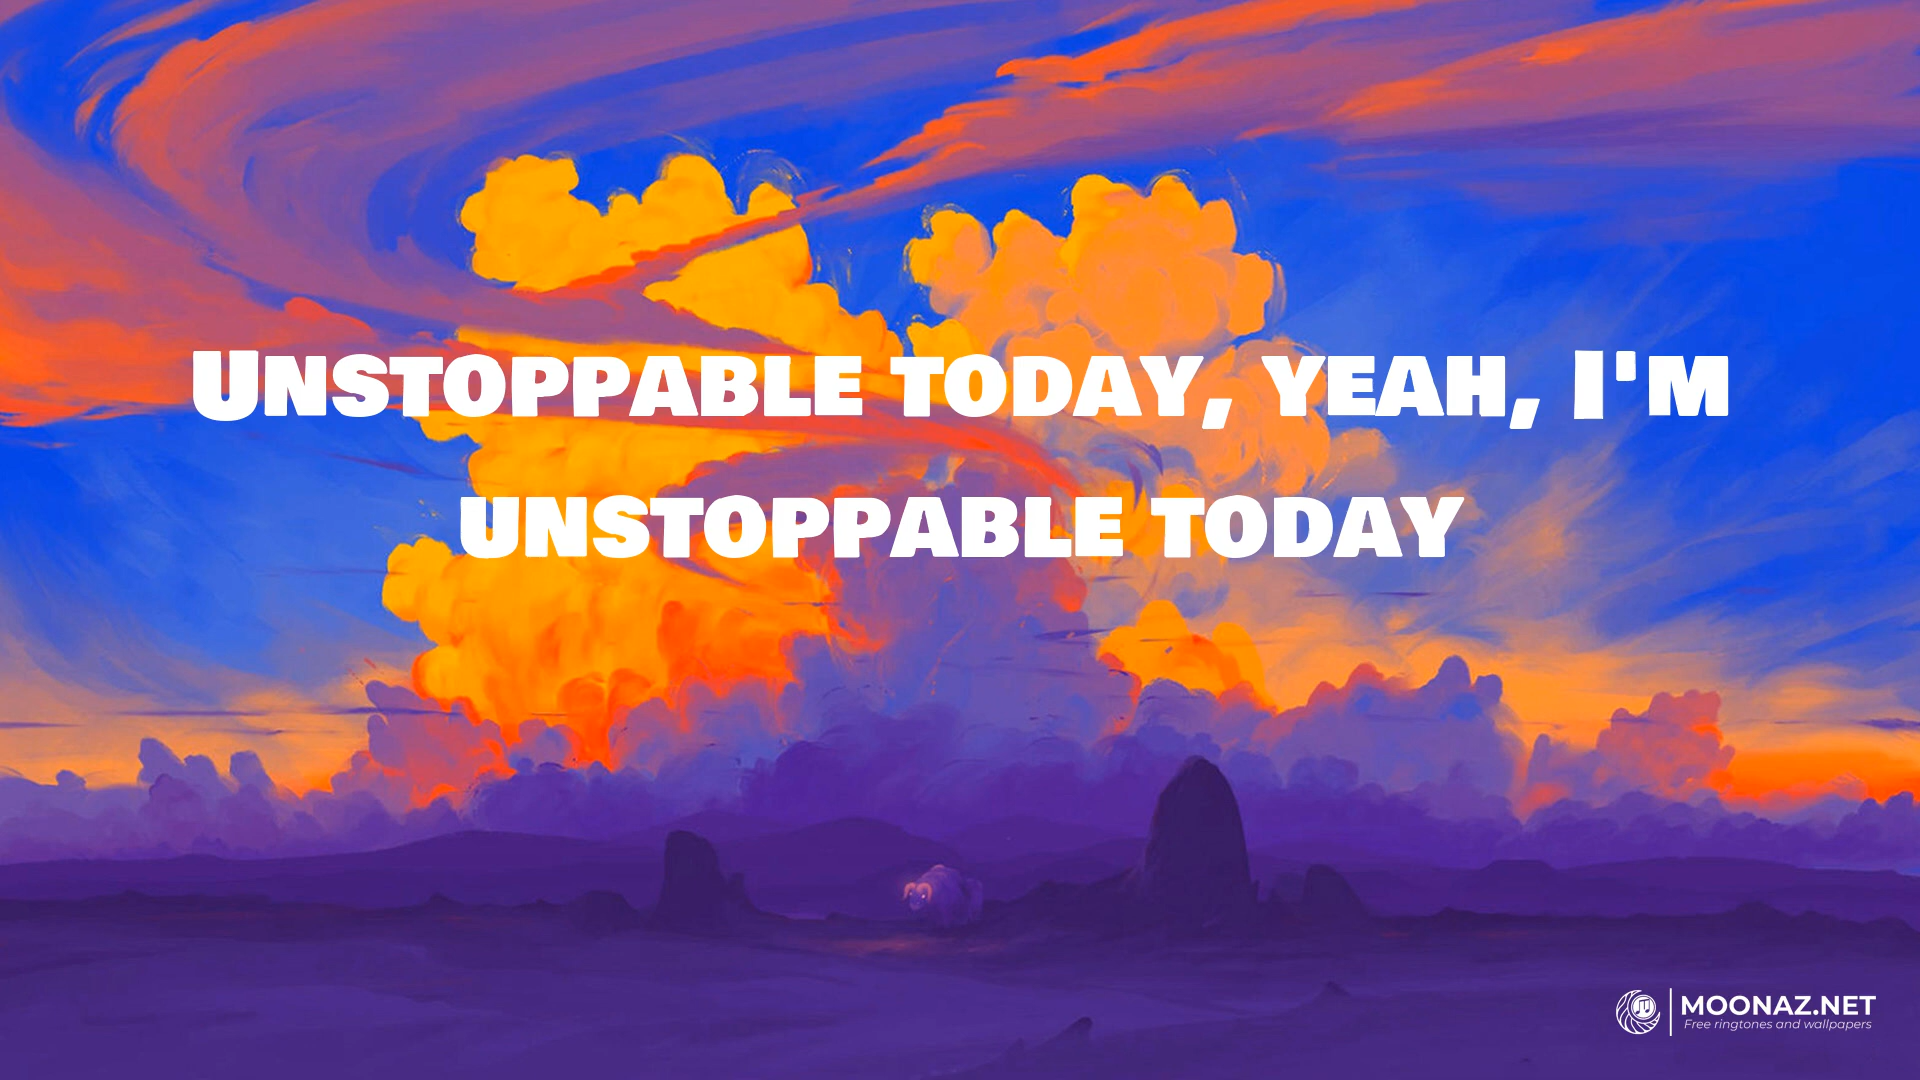 Unstoppable today, yeah, I'm
unstoppable today
MOONAZ.NET
Free ringtones and wallpapers